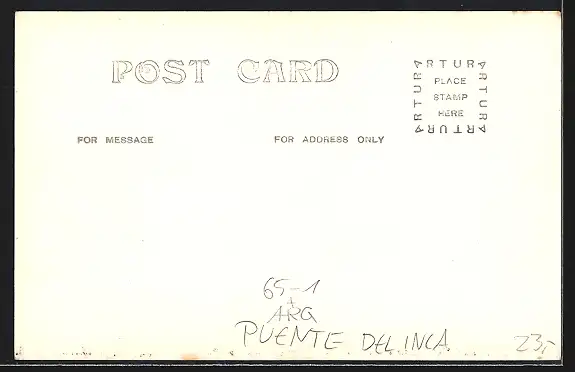 POST CARD
ARTURA
PLACE
STAMP
HERE
ARTURA
ARTURA
ARTURA
FOR MESSAGE
FOR ADDRESS ONLY
65-1
+
ARG
PUENTE DEL INCA
23,-